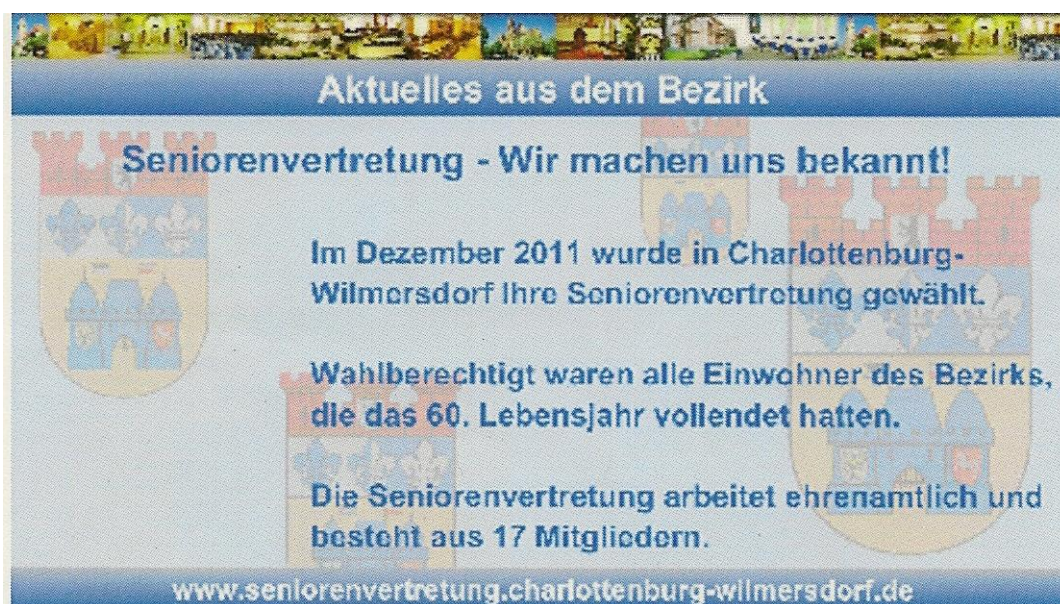 Aktuelles aus dem Bezirk
Seniorenvertretung - Wir machen uns bekannt!
Im Dezember 2011 wurde in Charlottenburg-
Wilmersdorf Ihre Seniorenvertretung gewählt.
Wahlberechtigt waren alle Einwohner des Bezirks,
die das 60. Lebensjahr vollendet hatten.
Die Seniorenvertretung arbeitet ehrenamtlich und
besteht aus 17 Mitgliedern.
www.seniorenvertretung.charlottenburg-wilmersdorf.de